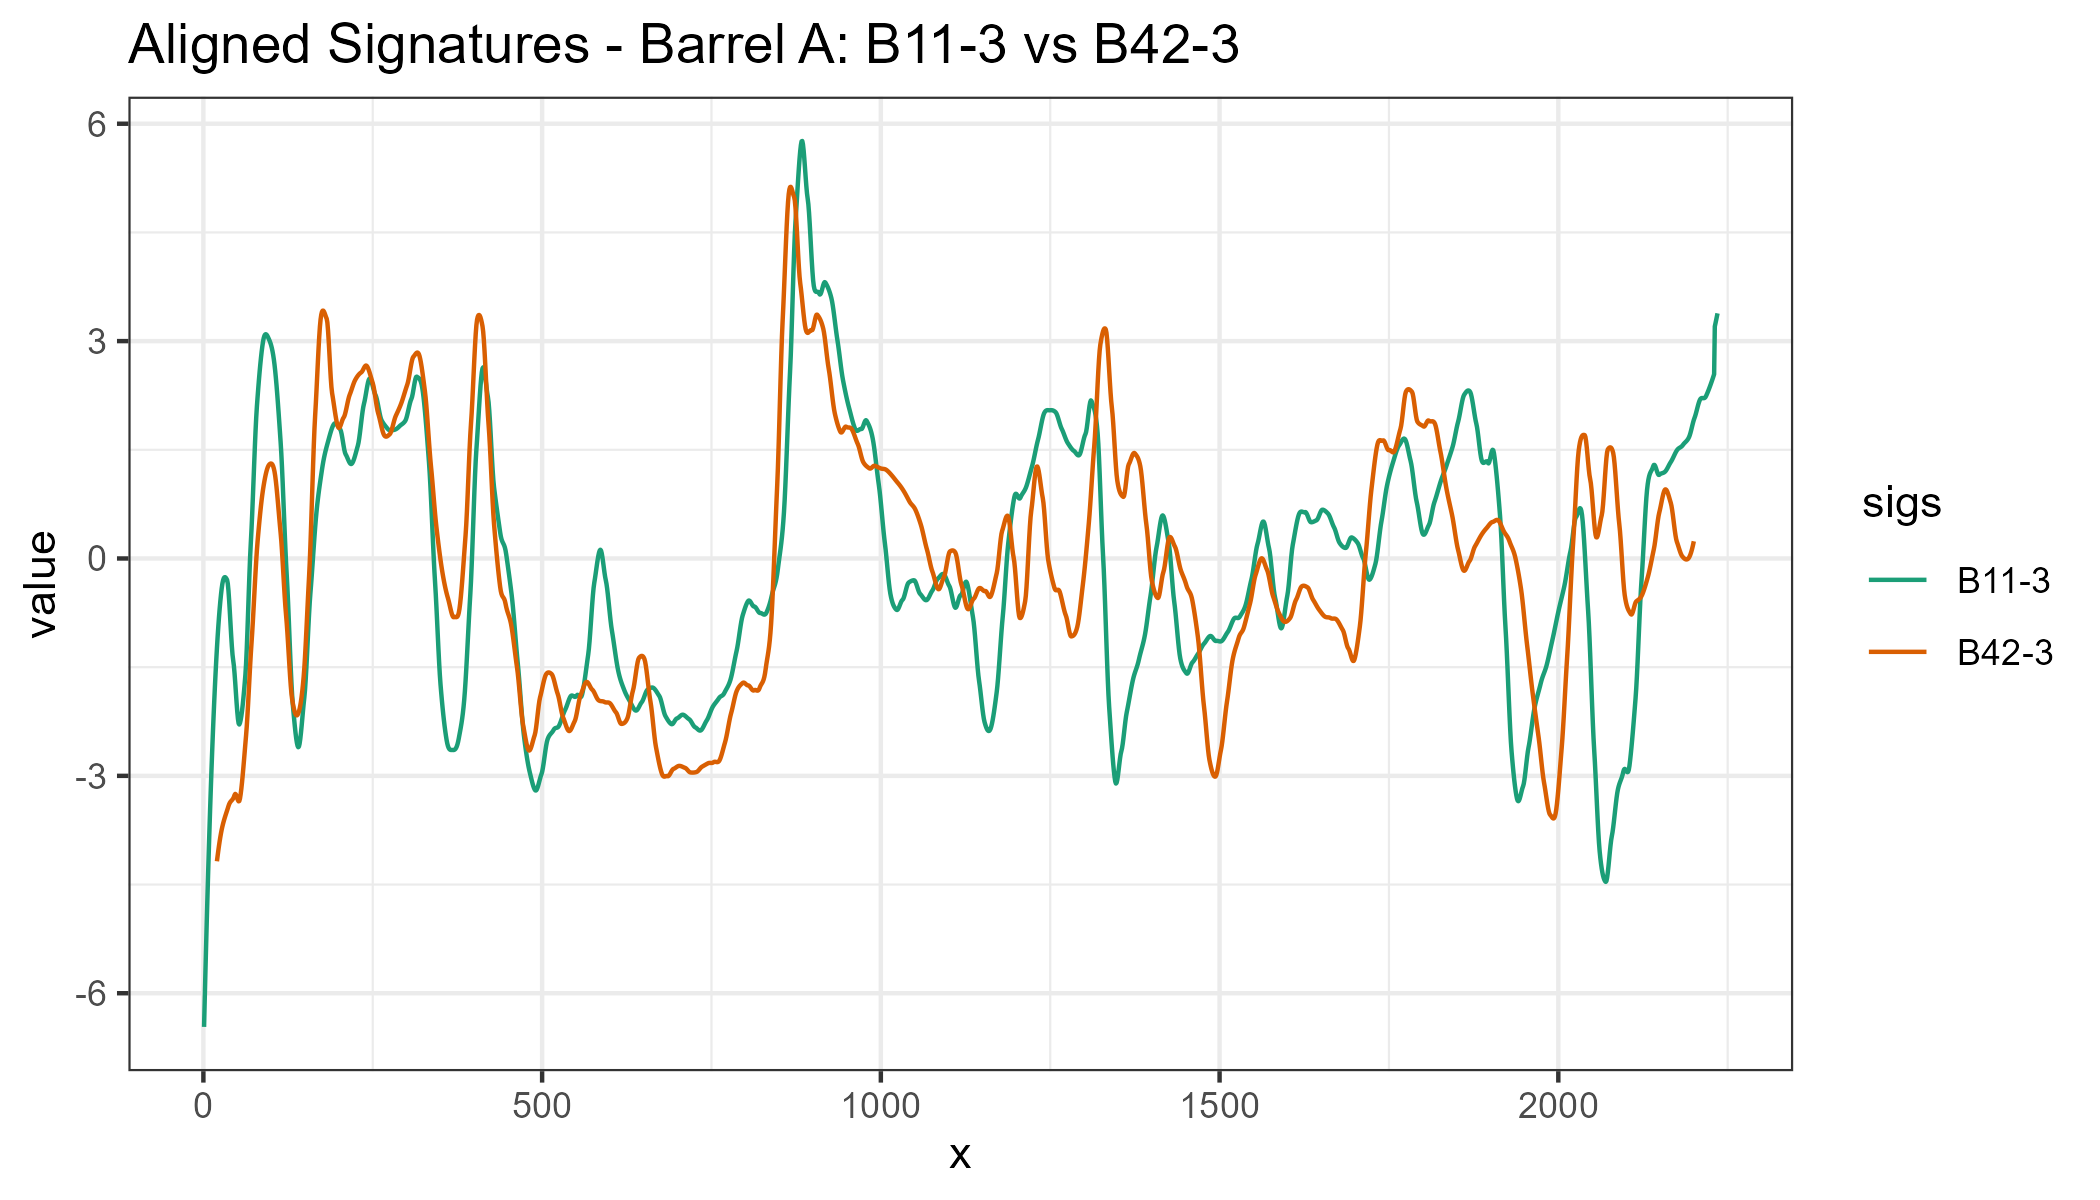 Aligned Signatures - Barrel A: B11-3 vs B42-3
value
6
3
0
-3
-6
0 500 1000 1500 2000
x
sigs
B11-3
B42-3